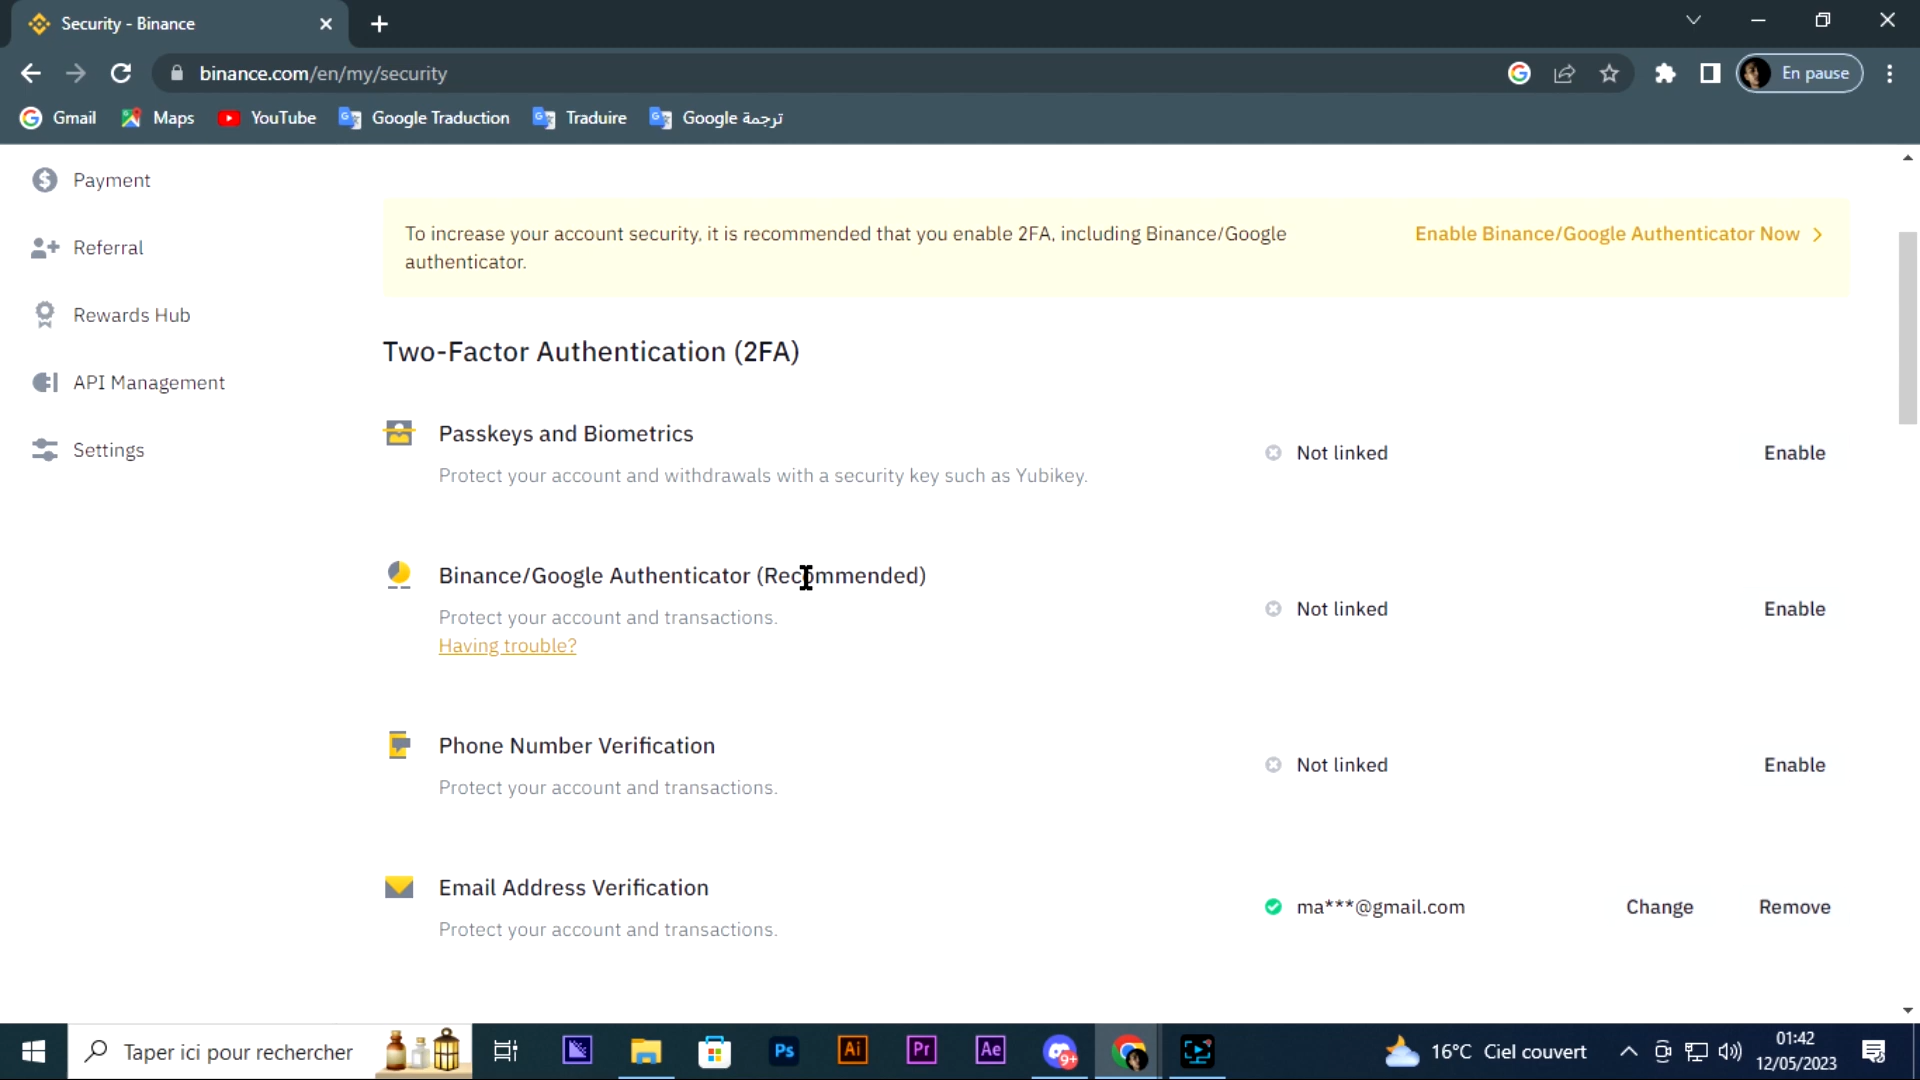 Security - Binance
binance.com/en/my/security
En pause
Gmail
Maps
YouTube
Google Traduction
Traduire
ترجمة Google
Payment
Referral
Rewards Hub
API Management
Settings
To increase your account security, it is recommended that you enable 2FA, including Binance/Google
authenticator.
Enable Binance/Google Authenticator Now
Two-Factor Authentication (2FA)
Passkeys and Biometrics
Protect your account and withdrawals with a security key such as Yubikey.
Not linked
Enable
Binance/Google Authenticator (Recommended)
Protect your account and transactions.
Having trouble?
Not linked
Enable
Phone Number Verification
Protect your account and transactions.
Not linked
Enable
Email Address Verification
Protect your account and transactions.
ma***@gmail.com
Change
Remove
Taper ici pour rechercher
Ps
Ai
Pr
Ae
9+
16°C Ciel couvert
01:42
12/05/2023